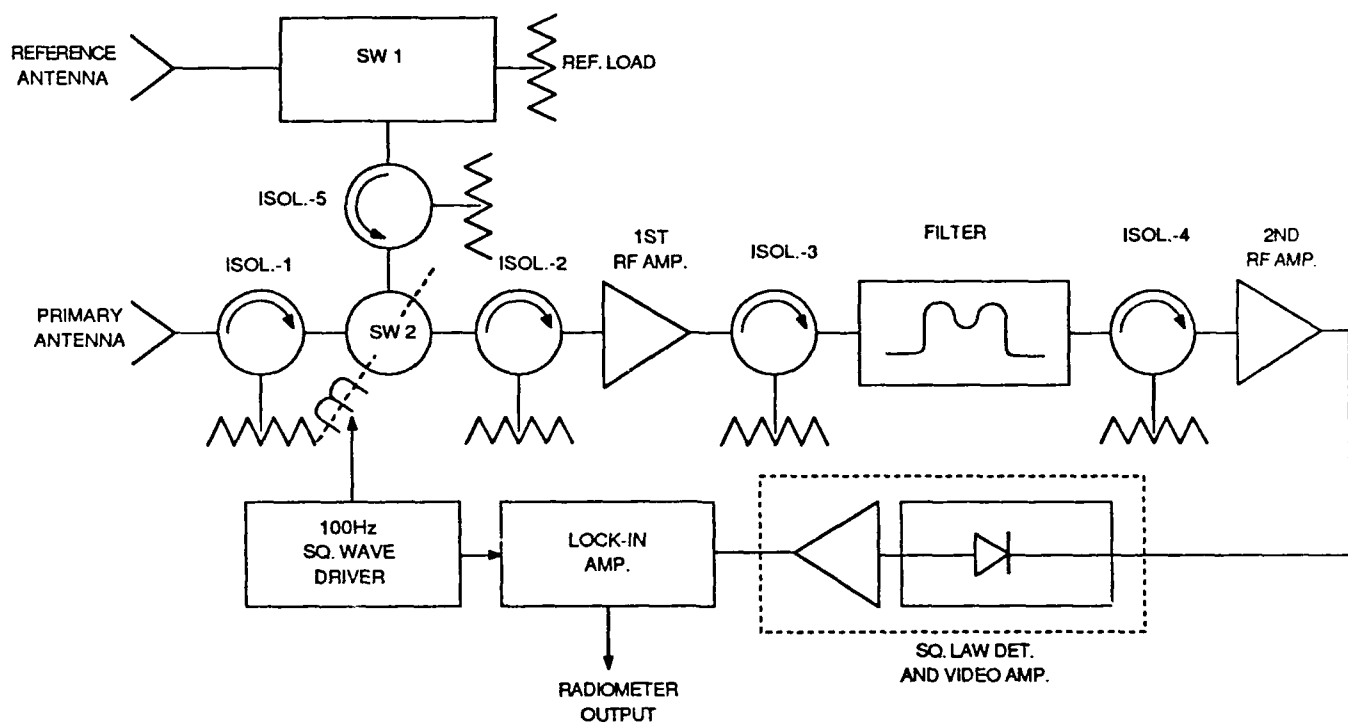 REFERENCE
ANTENNA
SW 1
REF. LOAD
ISOL.-5
ISOL.-1
ISOL.-2
1ST
RF AMP.
ISOL.-3
FILTER
ISOL.-4
2ND
RF AMP.
PRIMARY
ANTENNA
SW 2
100Hz
SQ. WAVE
DRIVER
LOCK-IN
AMP.
SQ. LAW DET.
AND VIDEO AMP.
RADIOMETER
OUTPUT